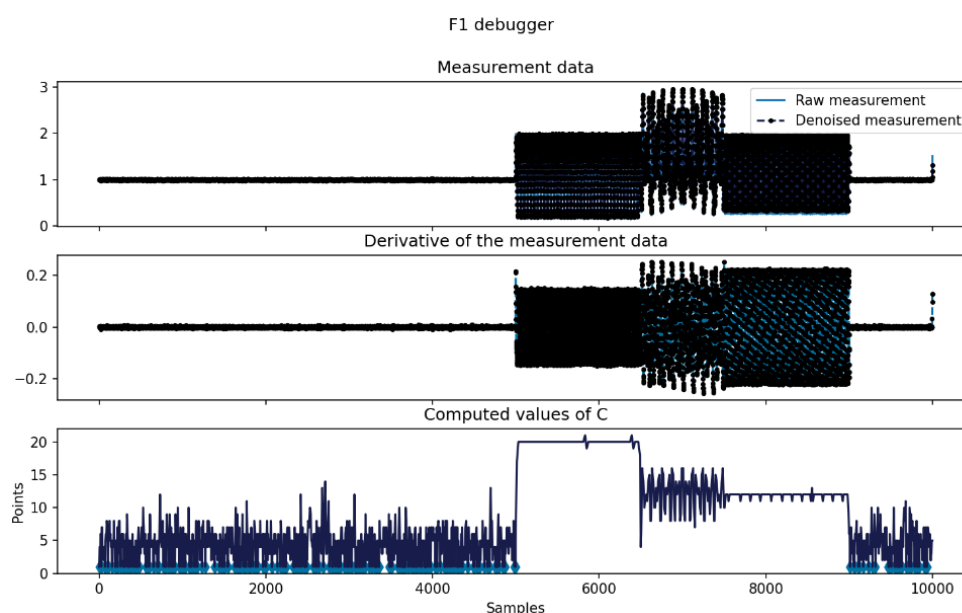 F1 debugger
Measurement data
3
2
1
0
Raw measurement
Denoised measurement
Derivative of the measurement data
0.2
0.0
−0.2
Computed values of C
20
15
10
5
0
Points
0 2000 4000 6000 8000 10000
Samples